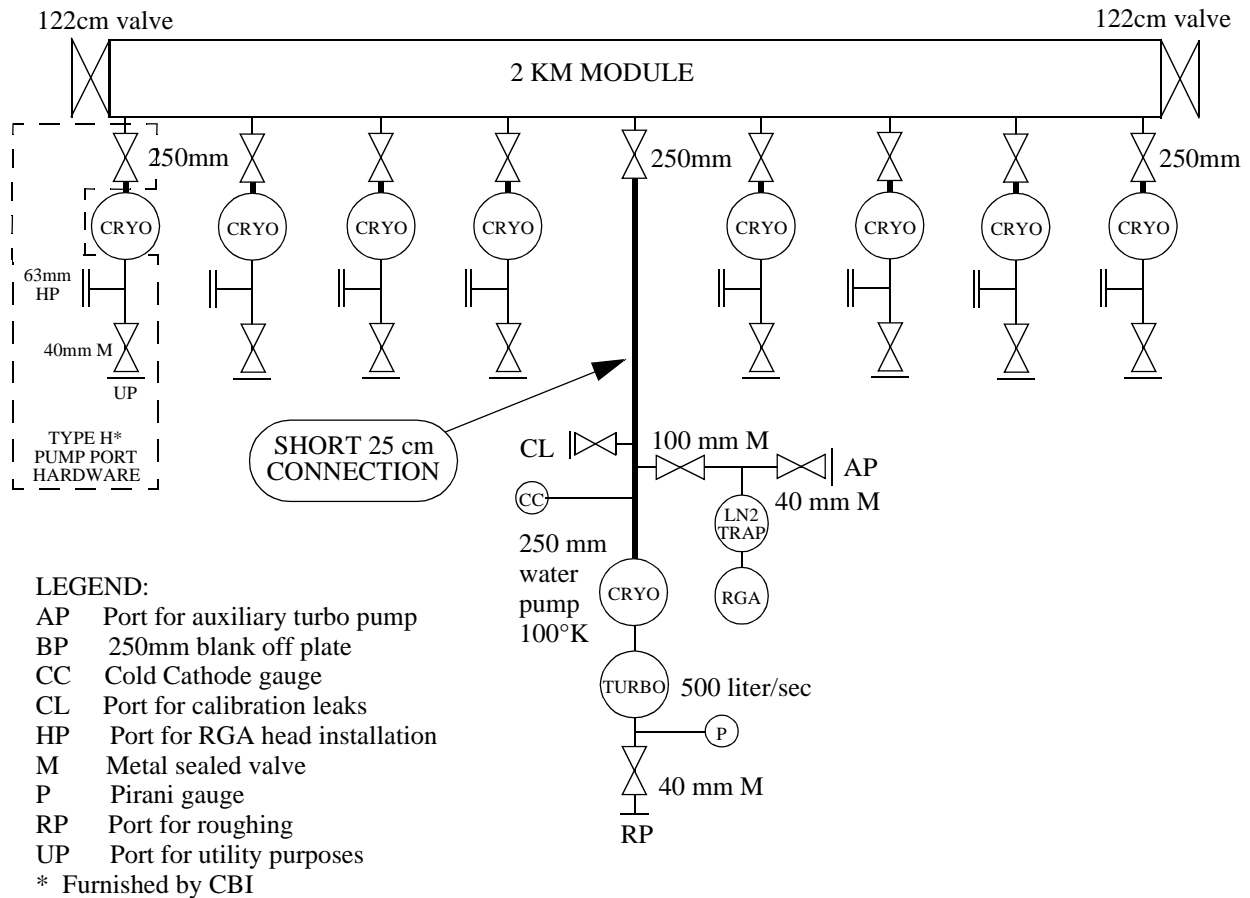 122cm valve
122cm valve
2 KM MODULE
250mm
250mm
250mm
CRYO
CRYO
CRYO
CRYO
CRYO
CRYO
CRYO
CRYO
63mm
HP
40mm M
UP
TYPE H*
PUMP PORT
HARDWARE
SHORT 25 cm
CONNECTION
CL
100 mm M
AP
40 mm M
CC
LN2
TRAP
RGA
250 mm
water
pump
100°K
CRYO
TURBO
500 liter/sec
P
40 mm M
RP
LEGEND:
AP Port for auxiliary turbo pump
BP 250mm blank off plate
CC Cold Cathode gauge
CL Port for calibration leaks
HP Port for RGA head installation
M Metal sealed valve
P Pirani gauge
RP Port for roughing
UP Port for utility purposes
* Furnished by CBI